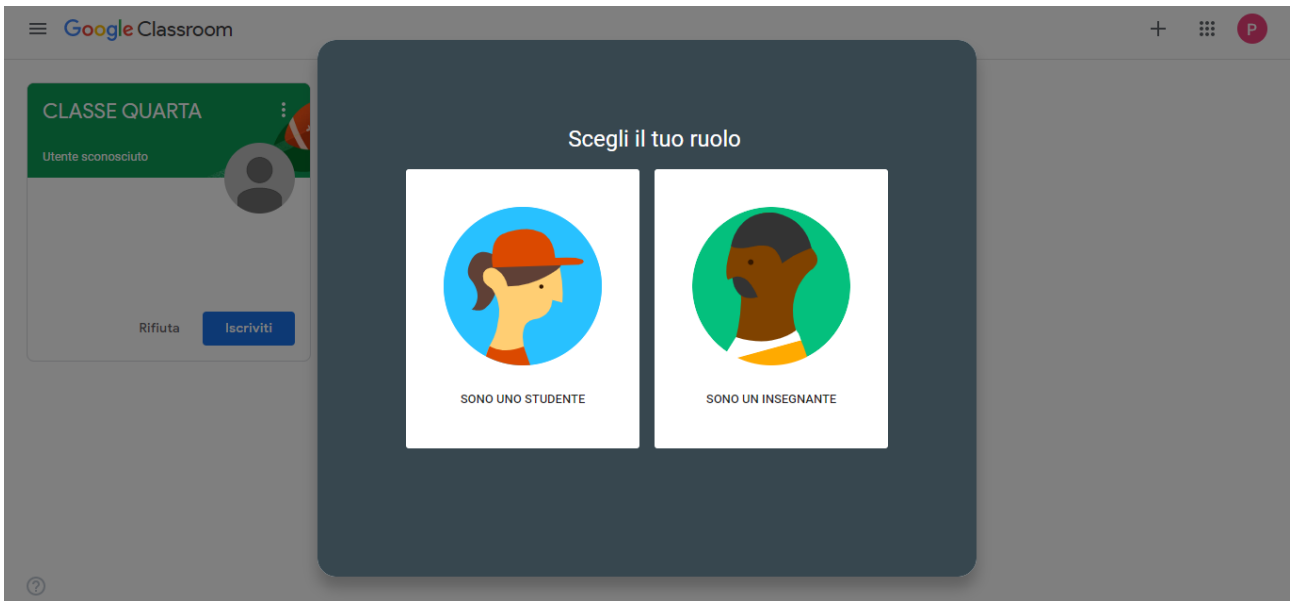 Google Classroom
P
CLASSE QUARTA
Utente sconosciuto
Rifiuta
Iscriviti
Scegli il tuo ruolo
SONO UNO STUDENTE
SONO UN INSEGNANTE